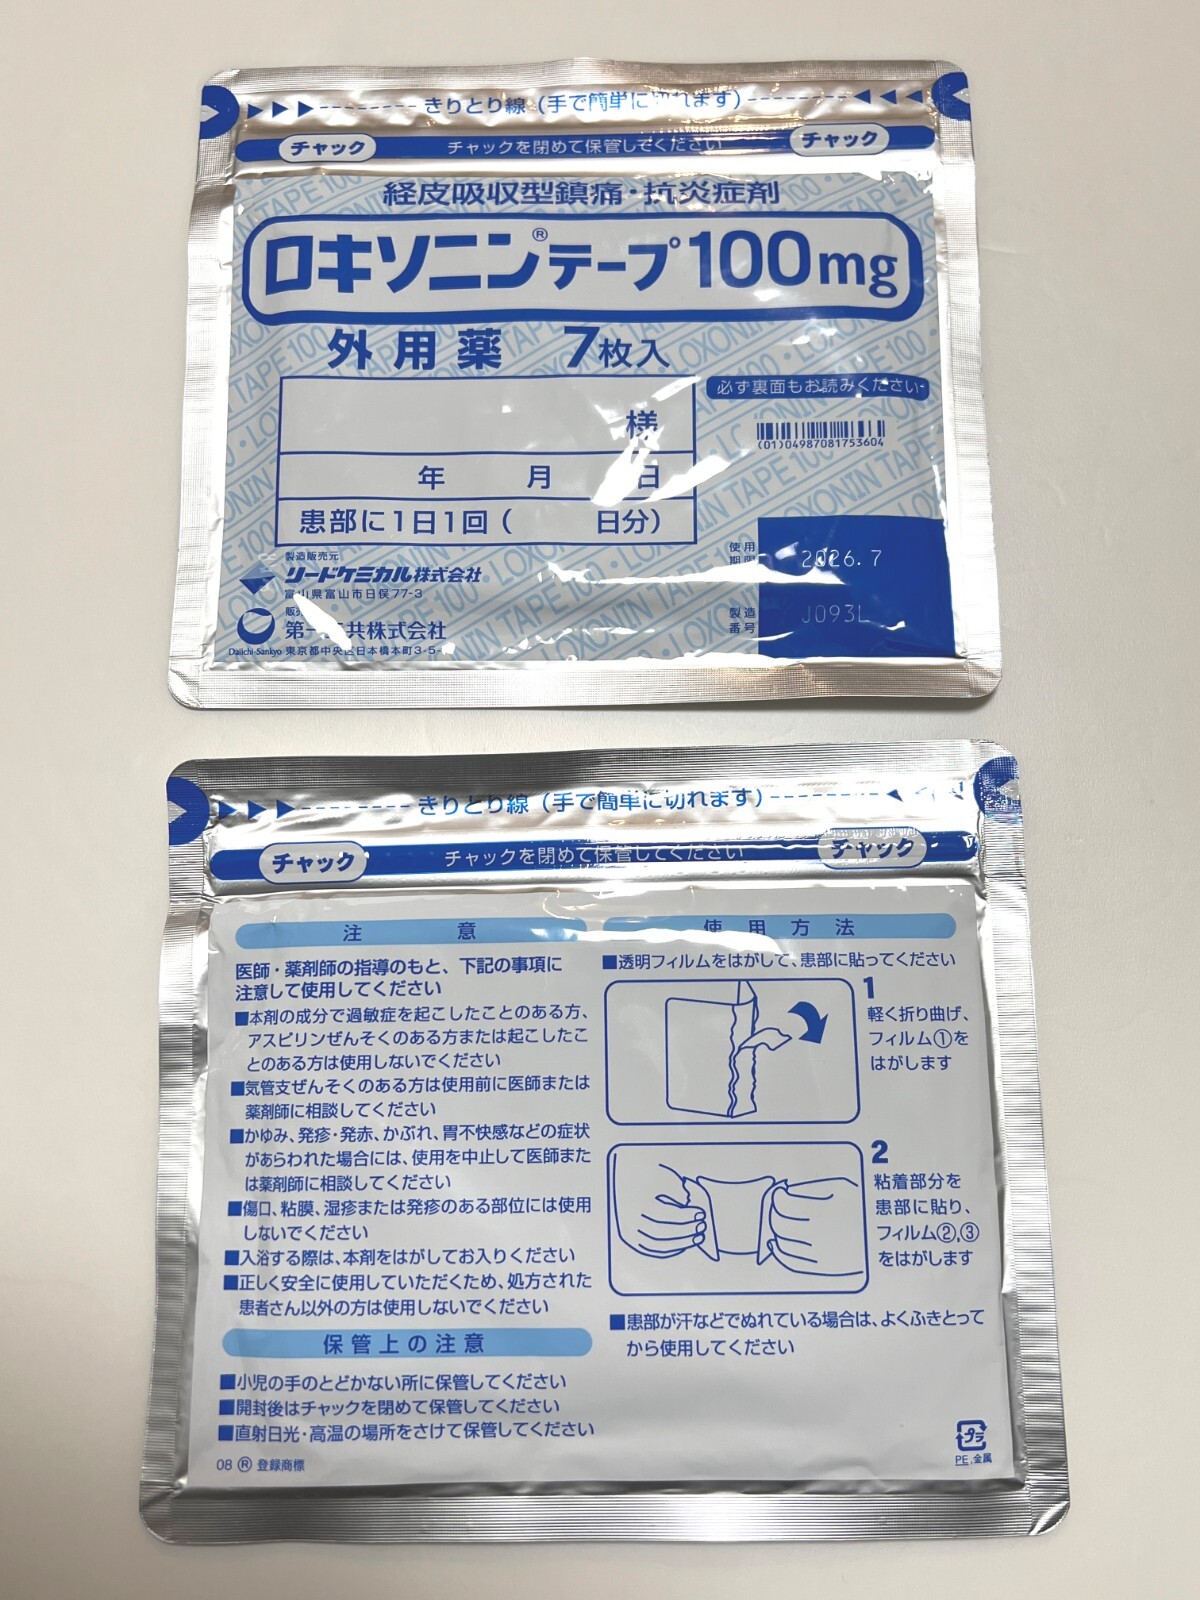 きりとり線（手で簡単に切れます）
チャック チャックを閉めて保管してください チャック
経皮吸収型鎮痛・抗炎症剤
ロキソニン®テープ100mg
外用薬 7枚入
様
年 月 日
患部に1日1回（ 日分）
必ず裏面もお読みください
(01)04987081753604
製造販売元
リードケミカル株式会社
富山県富山市日俣77-3
販売
第一三共株式会社
Daiichi-Sankyo 東京都中央区日本橋本町3-5-
使用期限 2026.7
製造番号 J093L
LOXONIN TAPE 100
きりとり線（手で簡単に切れます）
チャック チャックを閉めて保管してください チャック
注意
医師・薬剤師の指導のもと、下記の事項に
注意して使用してください
■本剤の成分で過敏症を起こしたことのある方、
アスピリンぜんそくのある方または起こしたこ
とのある方は使用しないでください
■気管支ぜんそくのある方は使用前に医師または
薬剤師に相談してください
■かゆみ、発疹・発赤、かぶれ、胃不快感などの症状
があらわれた場合には、使用を中止して医師また
は薬剤師に相談してください
■傷口、粘膜、湿疹または発疹のある部位には使用
しないでください
■入浴する際は、本剤をはがしてお入りください
■正しく安全に使用していただくため、処方された
患者さん以外の方は使用しないでください
保管上の注意
■小児の手のとどかない所に保管してください
■開封後はチャックを閉めて保管してください
■直射日光・高温の場所をさけて保管してください
08 ® 登録商標
使用方法
■透明フィルムをはがして、患部に貼ってください
1
軽く折り曲げ、
フィルム①を
はがします
2
粘着部分を
患部に貼り、
フィルム②,③
をはがします
■患部が汗などでぬれている場合は、よくふきとって
から使用してください
プラ
PE,金属